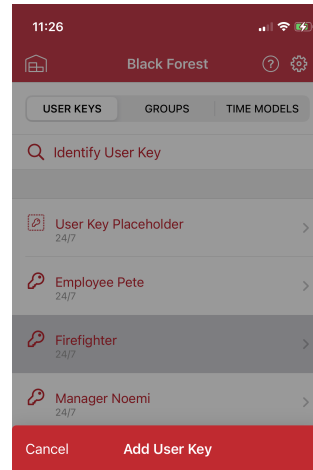 11:26
Black Forest
USER KEYS GROUPS TIME MODELS
Identify User Key
User Key Placeholder
24/7
Employee Pete
24/7
Firefighter
24/7
Manager Noemi
24/7
Cancel Add User Key